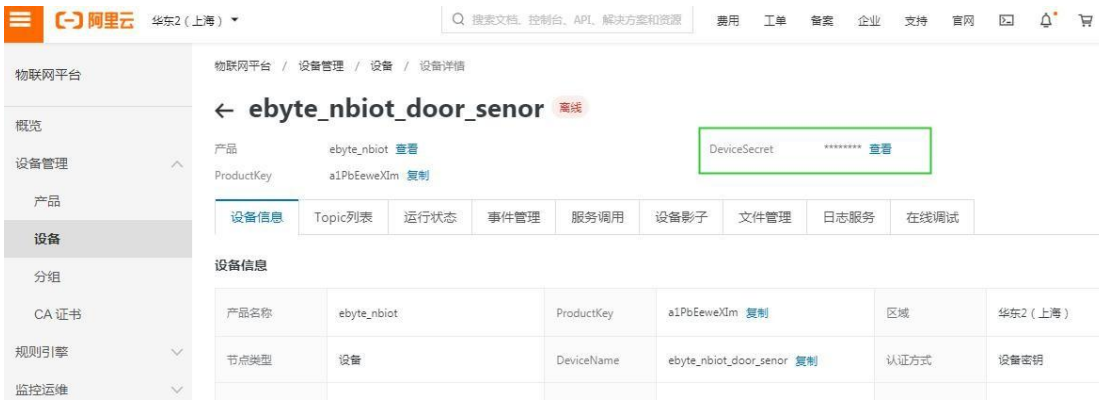 阿里云 华东2（上海） 搜索文档、控制台、API、解决方案和资源 费用 工单 备案 企业 支持 官网
物联网平台
物联网平台 / 设备管理 / 设备 / 设备详情
← ebyte_nbiot_door_senor 离线
概览
产品 ebyte_nbiot 查看 DeviceSecret ******** 查看
设备管理
ProductKey a1PbEeweXIm 复制
产品
设备信息 Topic列表 运行状态 事件管理 服务调用 设备影子 文件管理 日志服务 在线调试
设备
设备信息
分组
CA 证书
产品名称 ebyte_nbiot ProductKey a1PbEeweXIm 复制 区域 华东2（上海）
规则引擎
节点类型 设备 DeviceName ebyte_nbiot_door_senor 复制 认证方式 设备密钥
监控运维